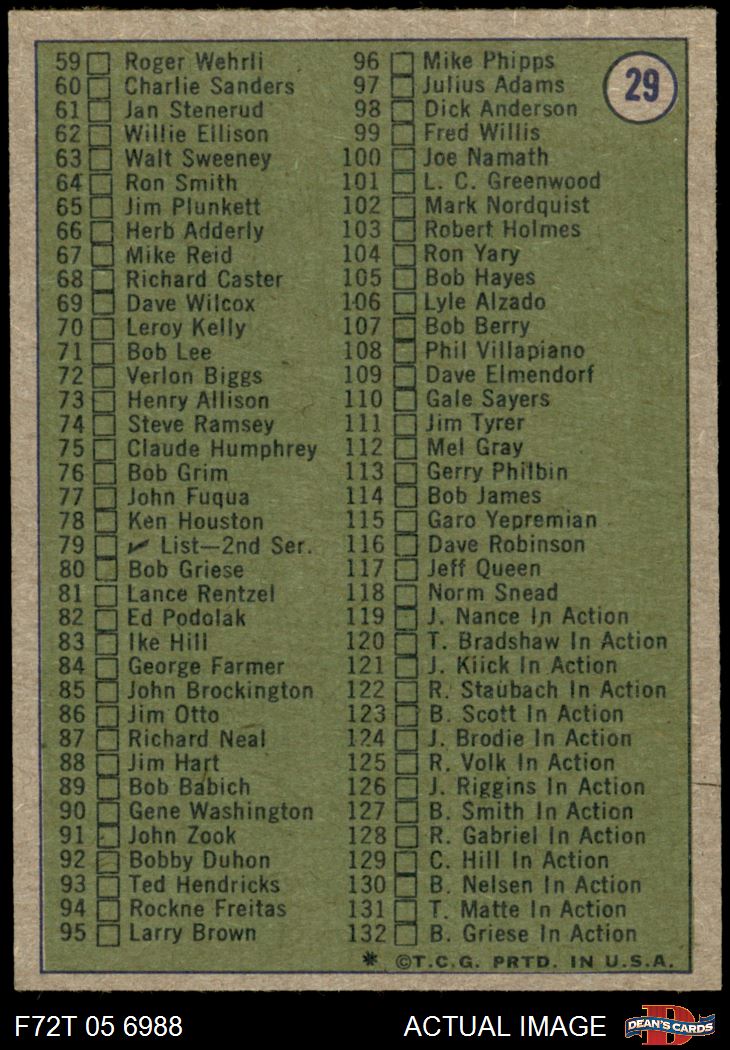 29
59 Roger Wehrli
60 Charlie Sanders
61 Jan Stenerud
62 Willie Ellison
63 Walt Sweeney
64 Ron Smith
65 Jim Plunkett
66 Herb Adderly
67 Mike Reid
68 Richard Caster
69 Dave Wilcox
70 Leroy Kelly
71 Bob Lee
72 Verlon Biggs
73 Henry Allison
74 Steve Ramsey
75 Claude Humphrey
76 Bob Grim
77 John Fuqua
78 Ken Houston
79 ✓ List—2nd Ser.
80 Bob Griese
81 Lance Rentzel
82 Ed Podolak
83 Ike Hill
84 George Farmer
85 John Brockington
86 Jim Otto
87 Richard Neal
88 Jim Hart
89 Bob Babich
90 Gene Washington
91 John Zook
92 Bobby Duhon
93 Ted Hendricks
94 Rockne Freitas
95 Larry Brown
96 Mike Phipps
97 Julius Adams
98 Dick Anderson
99 Fred Willis
100 Joe Namath
101 L. C. Greenwood
102 Mark Nordquist
103 Robert Holmes
104 Ron Yary
105 Bob Hayes
106 Lyle Alzado
107 Bob Berry
108 Phil Villapiano
109 Dave Elmendorf
110 Gale Sayers
111 Jim Tyrer
112 Mel Gray
113 Gerry Philbin
114 Bob James
115 Garo Yepremian
116 Dave Robinson
117 Jeff Queen
118 Norm Snead
119 J. Nance In Action
120 T. Bradshaw In Action
121 J. Kiick In Action
122 R. Staubach In Action
123 B. Scott In Action
124 J. Brodie In Action
125 R. Volk In Action
126 J. Riggins In Action
127 B. Smith In Action
128 R. Gabriel In Action
129 C. Hill In Action
130 B. Nelsen In Action
131 T. Matte In Action
132 B. Griese In Action
* ©T.C.G. PRTD. IN U.S.A.
F72T 05 6988
ACTUAL IMAGE
D
DEAN'S CARDS